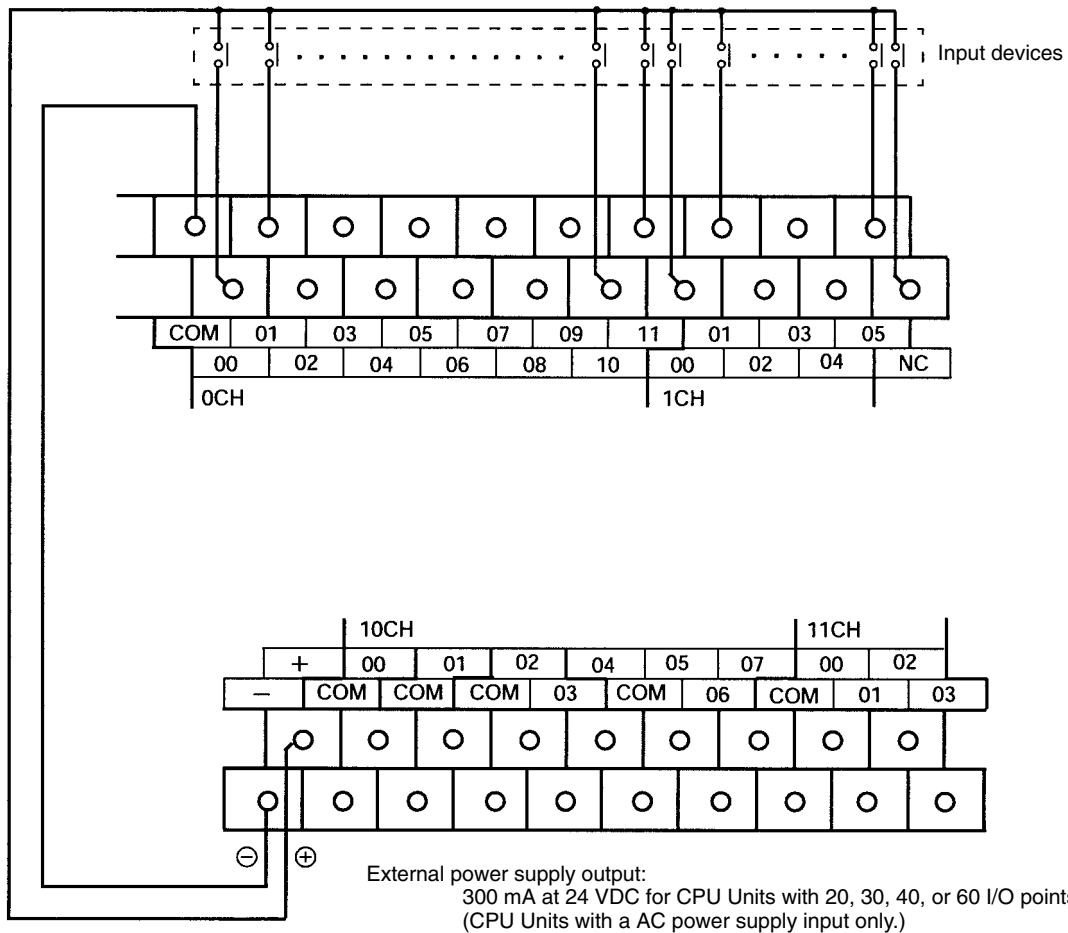 Input devices
COM 01 03 05 07 09 11 01 03 05
00 02 04 06 08 10 00 02 04 NC
0CH 1CH
10CH 11CH
+ 00 01 02 04 05 07 00 02
− COM COM COM 03 COM 06 COM 01 03
⊖ ⊕
External power supply output:
300 mA at 24 VDC for CPU Units with 20, 30, 40, or 60 I/O points
(CPU Units with a AC power supply input only.)